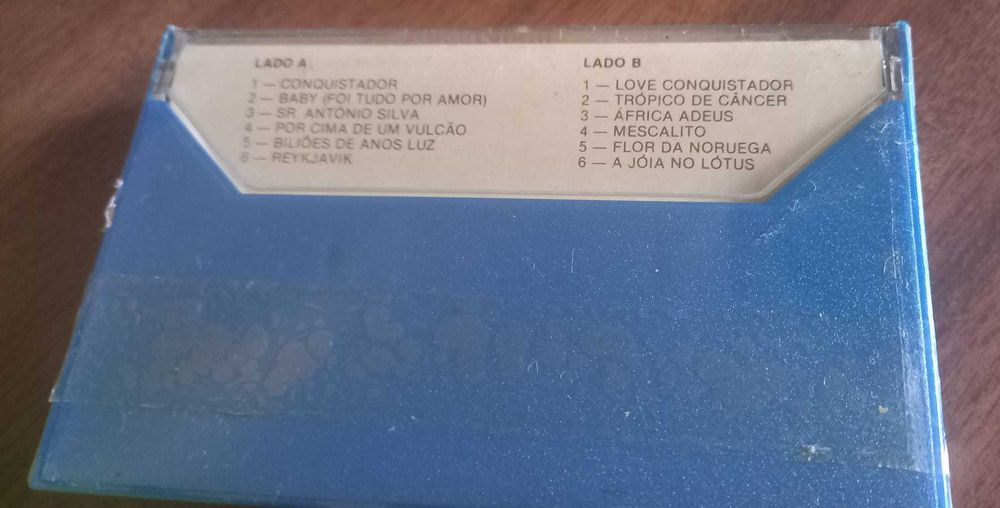 LADO A
1 — CONQUISTADOR
2 — BABY (FOI TUDO POR AMOR)
3 — SR. ANTÓNIO SILVA
4 — POR CIMA DE UM VULCÃO
5 — BILIÕES DE ANOS LUZ
6 — REYKJAVIK
LADO B
1 — LOVE CONQUISTADOR
2 — TRÓPICO DE CÂNCER
3 — ÁFRICA ADEUS
4 — MESCALITO
5 — FLOR DA NORUEGA
6 — A JÓIA NO LÓTUS